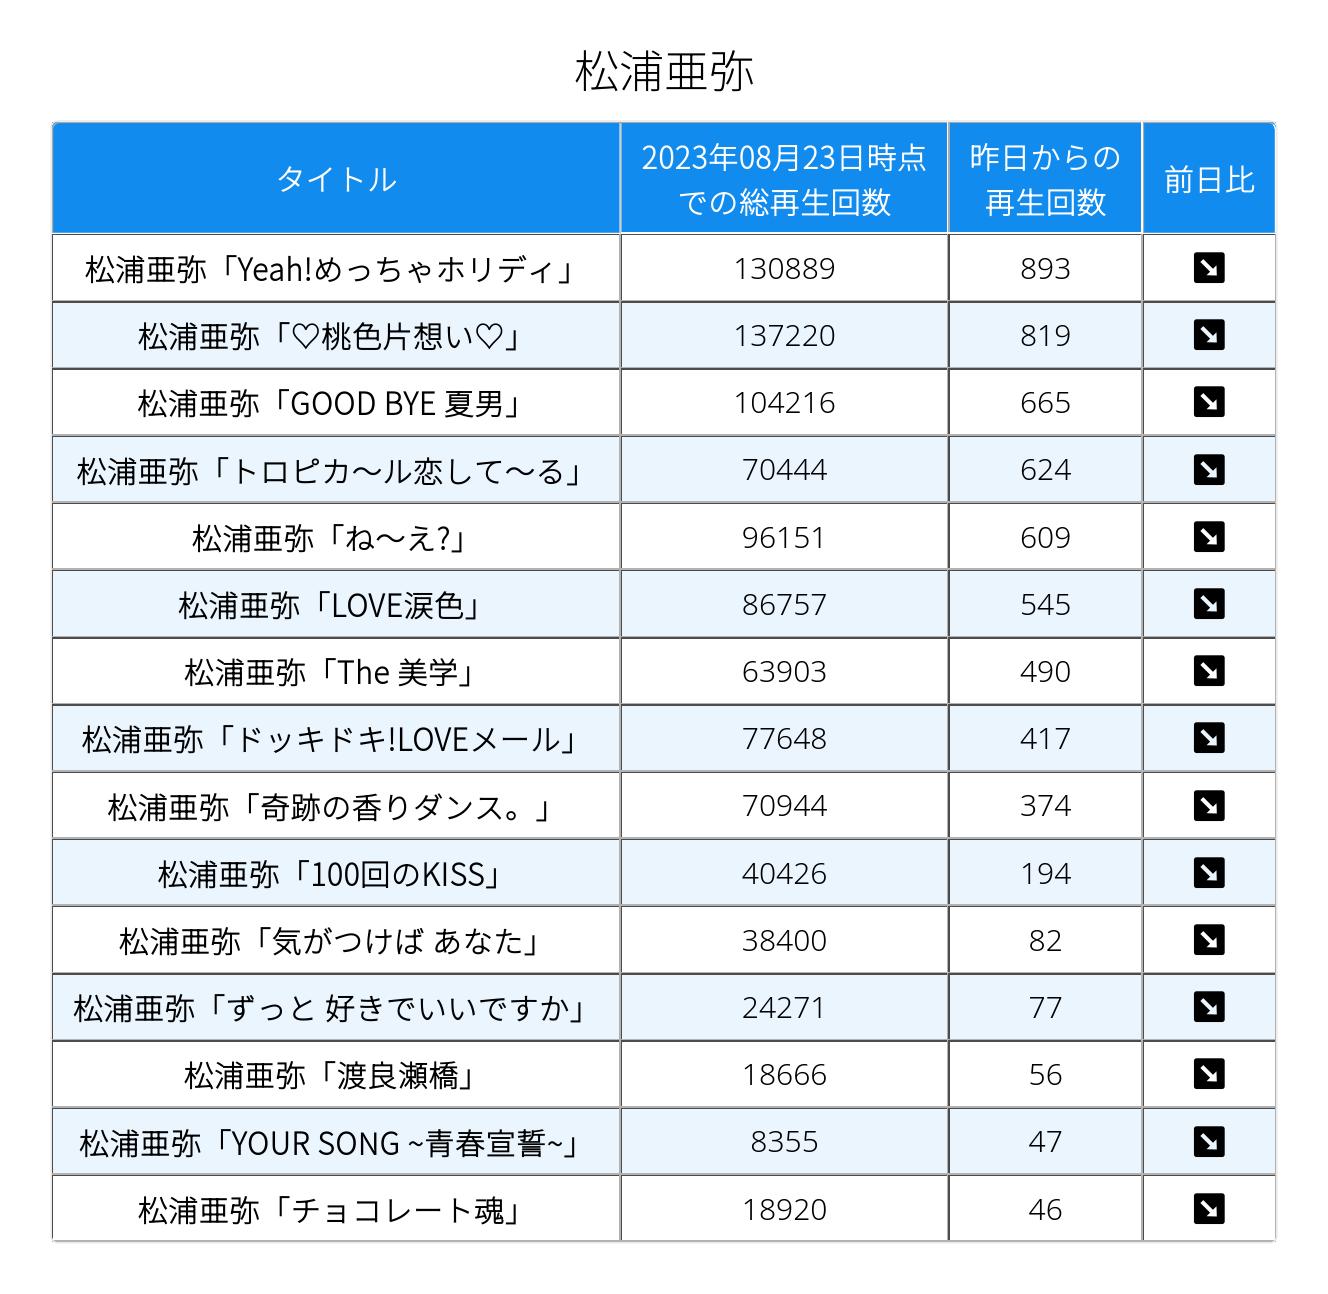 松浦亜弥
タイトル
2023年08月23日時点
での総再生回数
昨日からの
再生回数
前日比
松浦亜弥「Yeah!めっちゃホリディ」 130889 893 ↘
松浦亜弥「♡桃色片想い♡」 137220 819 ↘
松浦亜弥「GOOD BYE 夏男」 104216 665 ↘
松浦亜弥「トロピカ〜ル恋して〜る」 70444 624 ↘
松浦亜弥「ね〜え?」 96151 609 ↘
松浦亜弥「LOVE涙色」 86757 545 ↘
松浦亜弥「The 美学」 63903 490 ↘
松浦亜弥「ドッキドキ!LOVEメール」 77648 417 ↘
松浦亜弥「奇跡の香りダンス。」 70944 374 ↘
松浦亜弥「100回のKISS」 40426 194 ↘
松浦亜弥「気がつけば あなた」 38400 82 ↘
松浦亜弥「ずっと 好きでいいですか」 24271 77 ↘
松浦亜弥「渡良瀬橋」 18666 56 ↘
松浦亜弥「YOUR SONG ~青春宣誓~」 8355 47 ↘
松浦亜弥「チョコレート魂」 18920 46 ↘